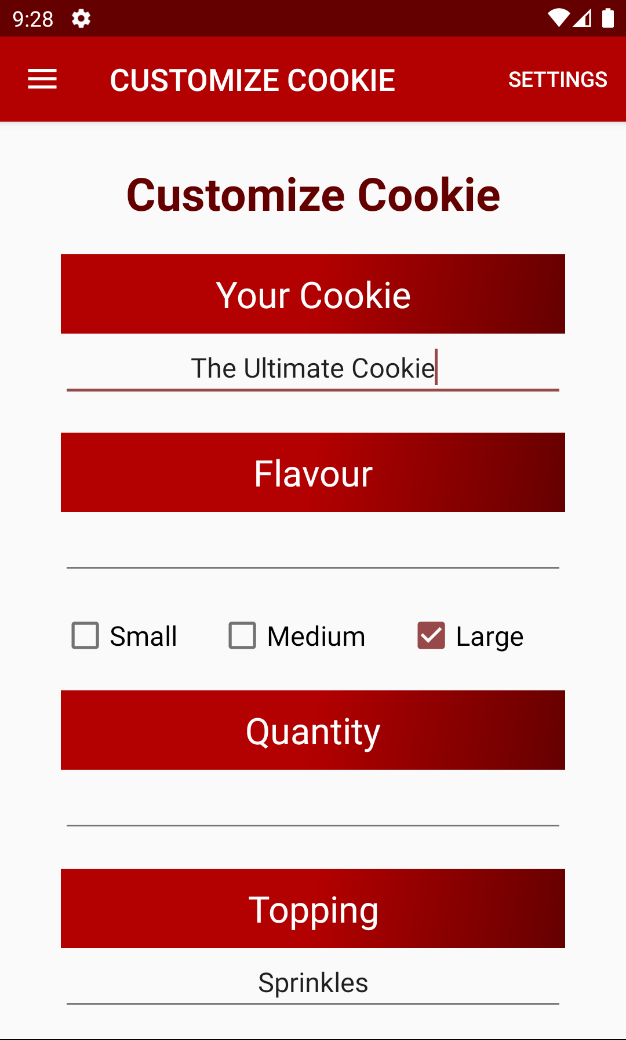 9:28
CUSTOMIZE COOKIE SETTINGS
Customize Cookie
Your Cookie
The Ultimate Cookie
Flavour
Small Medium Large
Quantity
Topping
Sprinkles